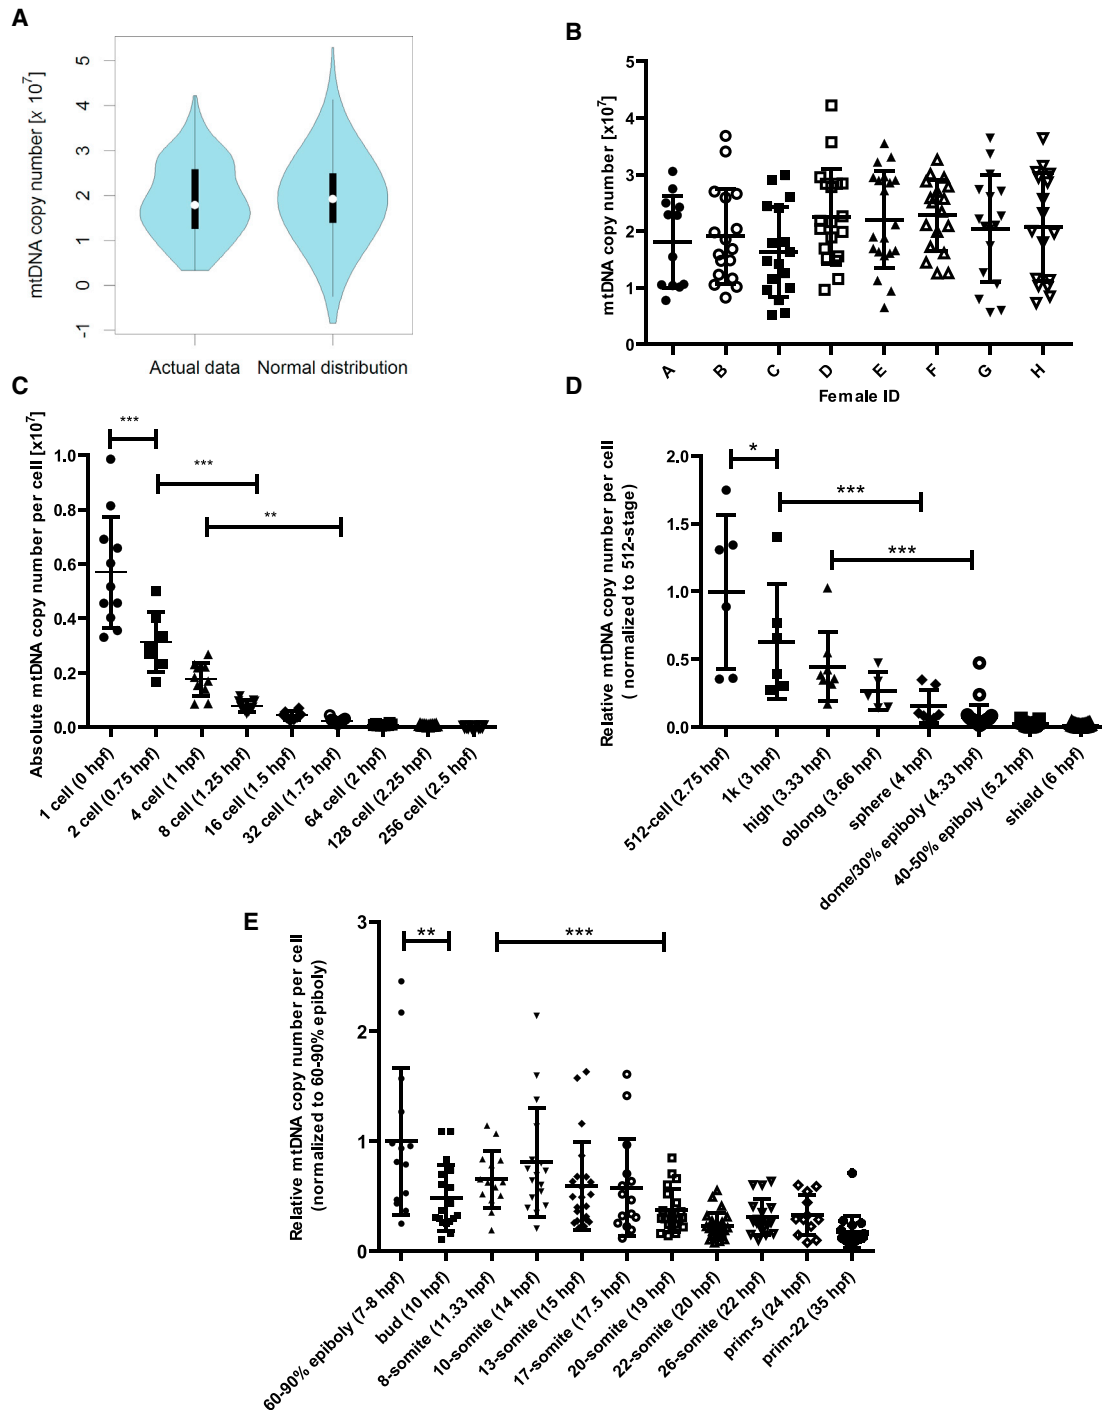 A
mtDNA copy number [x 10⁷]
5
4
3
2
1
0
-1
Actual data
Normal distribution
B
mtDNA copy number [x10⁷]
5
4
3
2
1
0
A
B
C
D
E
F
G
H
Female ID
C
Absolute mtDNA copy number per cell [x10⁷]
***
***
**
1.0
0.8
0.6
0.4
0.2
0.0
1 cell (0 hpf)
2 cell (0.75 hpf)
4 cell (1 hpf)
8 cell (1.25 hpf)
16 cell (1.5 hpf)
32 cell (1.75 hpf)
64 cell (2 hpf)
128 cell (2.25 hpf)
256 cell (2.5 hpf)
D
Relative mtDNA copy number per cell
( normalized to 512-stage)
*
***
***
2.0
1.5
1.0
0.5
0.0
512-cell (2.75 hpf)
1k (3 hpf)
high (3.33 hpf)
oblong (3.66 hpf)
sphere (4 hpf)
dome/30% epiboly (4.33 hpf)
40-50% epiboly (5.2 hpf)
shield (6 hpf)
E
Relative mtDNA copy number per cell
(normalized to 60-90% epiboly)
**
***
3
2
1
0
60-90% epiboly (7-8 hpf)
bud (10 hpf)
8-somite (11.33 hpf)
10-somite (14 hpf)
13-somite (15 hpf)
17-somite (17.5 hpf)
20-somite (19 hpf)
22-somite (20 hpf)
26-somite (22 hpf)
prim-5 (24 hpf)
prim-22 (35 hpf)